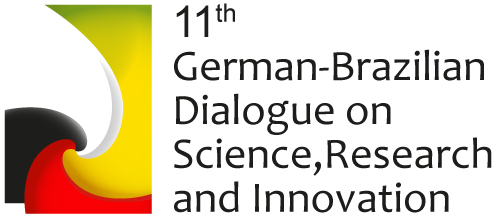 11th
German-Brazilian
Dialogue on
Science,Research
and Innovation